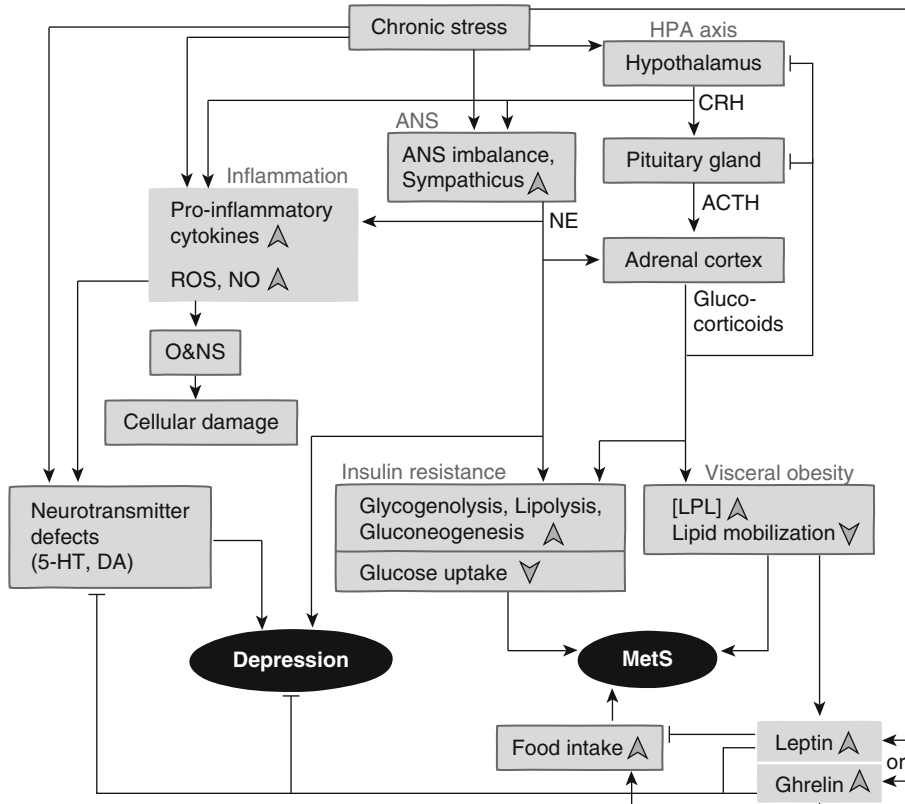 Chronic stress
HPA axis
Hypothalamus
CRH
ANS
ANS imbalance,
Sympathicus
Pituitary gland
Inflammation
ACTH
Pro-inflammatory
cytokines
NE
Adrenal cortex
ROS, NO
Gluco-
corticoids
O&NS
Cellular damage
Insulin resistance
Visceral obesity
Neurotransmitter
defects
(5-HT, DA)
Glycogenolysis, Lipolysis,
Gluconeogenesis
Glucose uptake
[LPL]
Lipid mobilization
Depression
MetS
Food intake
Leptin
or
Ghrelin